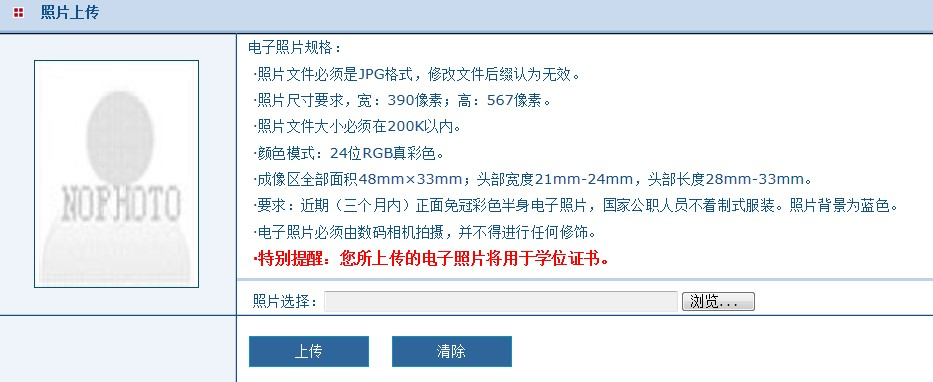 照片上传
电子照片规格：
·照片文件必须是JPG格式，修改文件后缀认为无效。
·照片尺寸要求，宽：390像素；高：567像素。
·照片文件大小必须在200K以内。
·颜色模式：24位RGB真彩色。
·成像区全部面积48mm×33mm；头部宽度21mm-24mm，头部长度28mm-33mm。
·要求：近期（三个月内）正面免冠彩色半身电子照片，国家公职人员不着制式服装。照片背景为蓝色。
·电子照片必须由数码相机拍摄，并不得进行任何修饰。
·特别提醒：您所上传的电子照片将用于学位证书。
NOPHOTO
照片选择：
浏览...
上传
清除